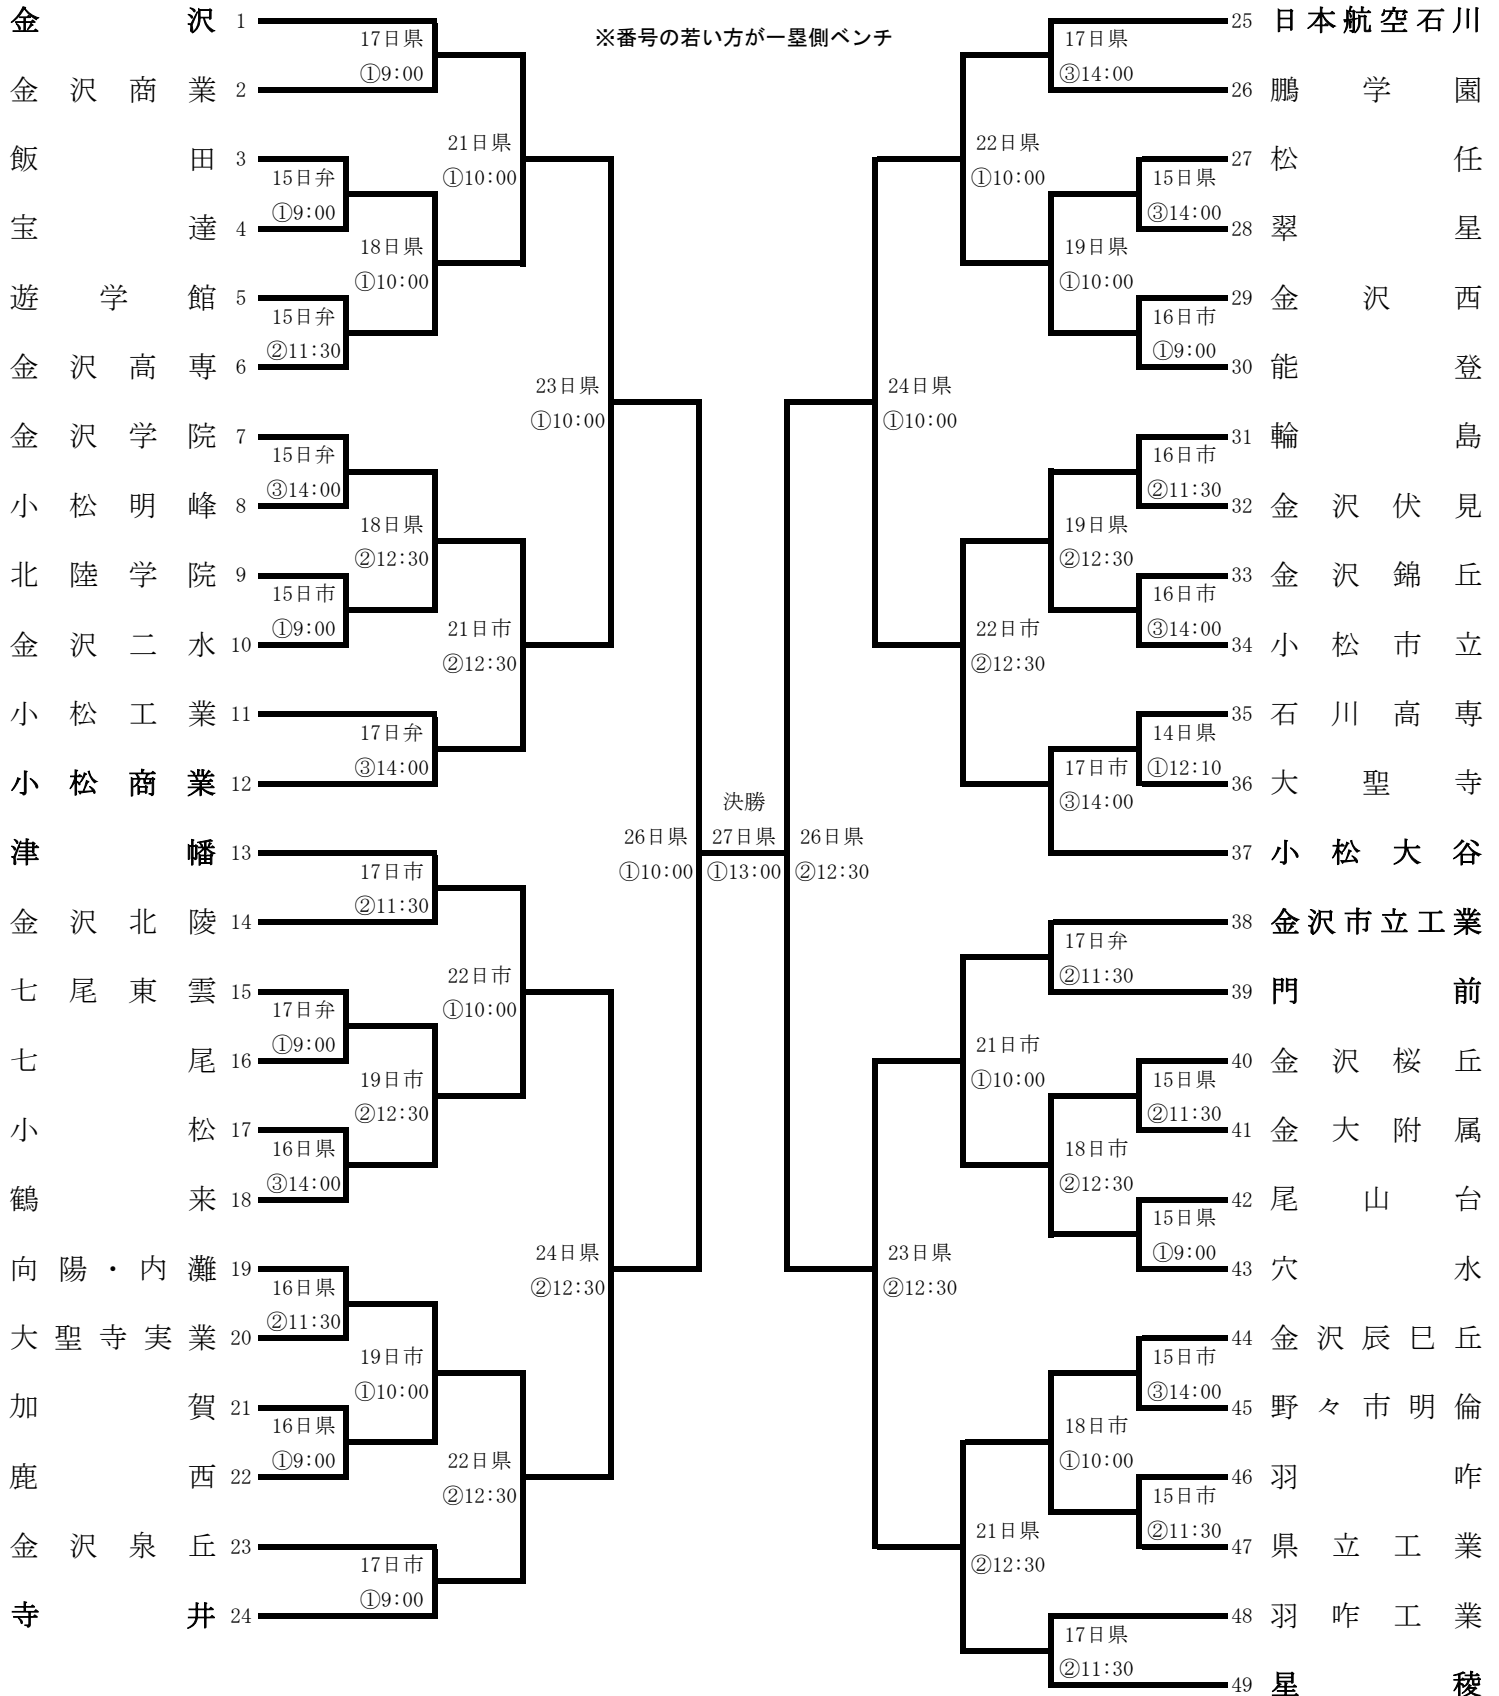 ※番号の若い方が一塁側ベンチ
金沢 1
17日県
①9:00
金沢商業 2
21日県
①10:00
飯田 3
15日弁
①9:00
宝達 4
18日県
①10:00
遊学館 5
15日弁
②11:30
金沢高専 6
23日県
①10:00
金沢学院 7
15日弁
③14:00
小松明峰 8
18日県
②12:30
北陸学院 9
15日市
①9:00
金沢二水 10
21日市
②12:30
小松工業 11
17日弁
③14:00
小松商業 12
26日県
①10:00
津幡 13
17日市
②11:30
金沢北陵 14
22日市
①10:00
七尾東雲 15
17日弁
①9:00
七尾 16
19日市
②12:30
小松 17
16日県
③14:00
鶴来 18
24日県
②12:30
向陽・内灘 19
16日県
②11:30
大聖寺実業 20
19日市
①10:00
加賀 21
16日県
①9:00
鹿西 22
22日県
②12:30
金沢泉丘 23
17日市
①9:00
寺井 24
決勝
27日県
①13:00
25 日本航空石川
17日県
③14:00
26 鵬学園
22日県
①10:00
27 松任
15日県
③14:00
28 翠星
19日県
①10:00
29 金沢西
16日市
①9:00
30 能登
24日県
①10:00
31 輪島
16日市
②11:30
32 金沢伏見
19日県
②12:30
33 金沢錦丘
16日市
③14:00
34 小松市立
22日市
②12:30
35 石川高専
14日県
①12:10
36 大聖寺
17日市
③14:00
37 小松大谷
26日県
②12:30
38 金沢市立工業
17日弁
②11:30
39 門前
21日市
①10:00
40 金沢桜丘
15日県
②11:30
41 金大附属
18日市
②12:30
42 尾山台
15日県
①9:00
43 穴水
23日県
②12:30
44 金沢辰巳丘
15日市
③14:00
45 野々市明倫
18日市
①10:00
46 羽咋
15日市
②11:30
47 県立工業
21日県
②12:30
48 羽咋工業
17日県
②11:30
49 星稜